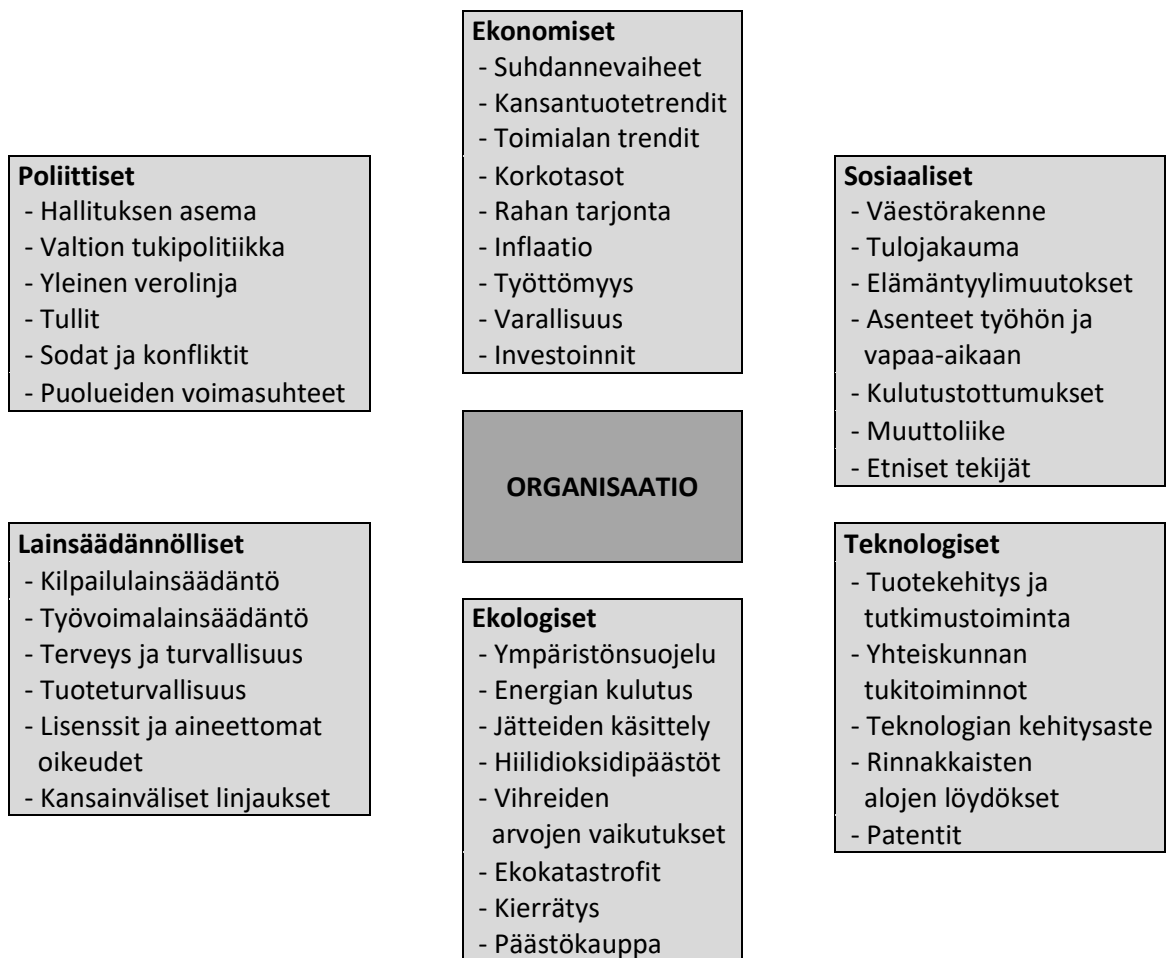 Ekonomiset
- Suhdannevaiheet
- Kansantuotetrendit
- Toimialan trendit
- Korkotasot
- Rahan tarjonta
- Inflaatio
- Työttömyys
- Varallisuus
- Investoinnit
Poliittiset
- Hallituksen asema
- Valtion tukipolitiikka
- Yleinen verolinja
- Tullit
- Sodat ja konfliktit
- Puolueiden voimasuhteet
Sosiaaliset
- Väestörakenne
- Tulojakauma
- Elämäntyylimuutokset
- Asenteet työhön ja
vapaa-aikaan
- Kulutustottumukset
- Muuttoliike
- Etniset tekijät
ORGANISAATIO
Lainsäädännölliset
- Kilpailulainsäädäntö
- Työvoimalainsäädäntö
- Terveys ja turvallisuus
- Tuoteturvallisuus
- Lisenssit ja aineettomat
oikeudet
- Kansainväliset linjaukset
Ekologiset
- Ympäristönsuojelu
- Energian kulutus
- Jätteiden käsittely
- Hiilidioksidipäästöt
- Vihreiden
arvojen vaikutukset
- Ekokatastrofit
- Kierrätys
- Päästökauppa
Teknologiset
- Tuotekehitys ja
tutkimustoiminta
- Yhteiskunnan
tukitoiminnot
- Teknologian kehitysaste
- Rinnakkaisten
alojen löydökset
- Patentit